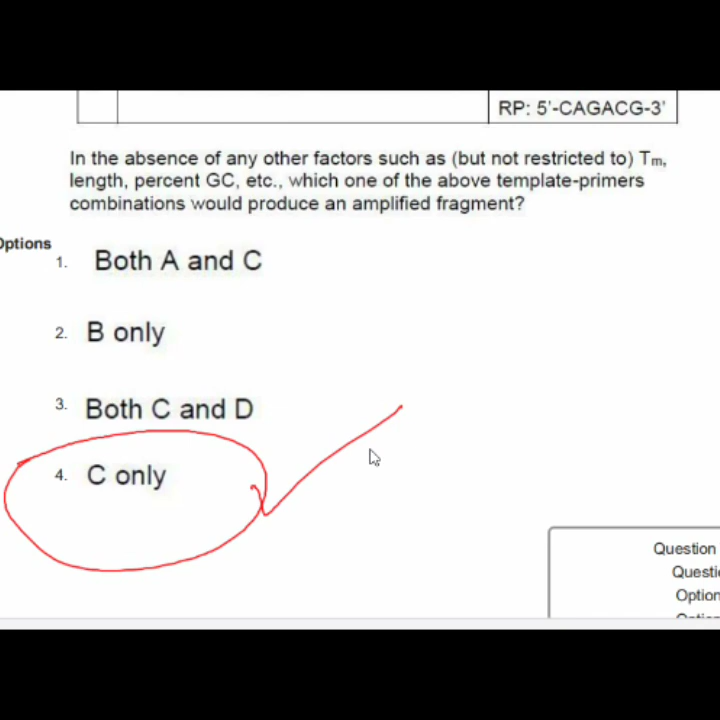 RP: 5'-CAGACG-3'
In the absence of any other factors such as (but not restricted to) Tm,
length, percent GC, etc., which one of the above template-primers
combinations would produce an amplified fragment?
Options
1. Both A and C
2. B only
3. Both C and D
4. C only
Question
Questi
Option